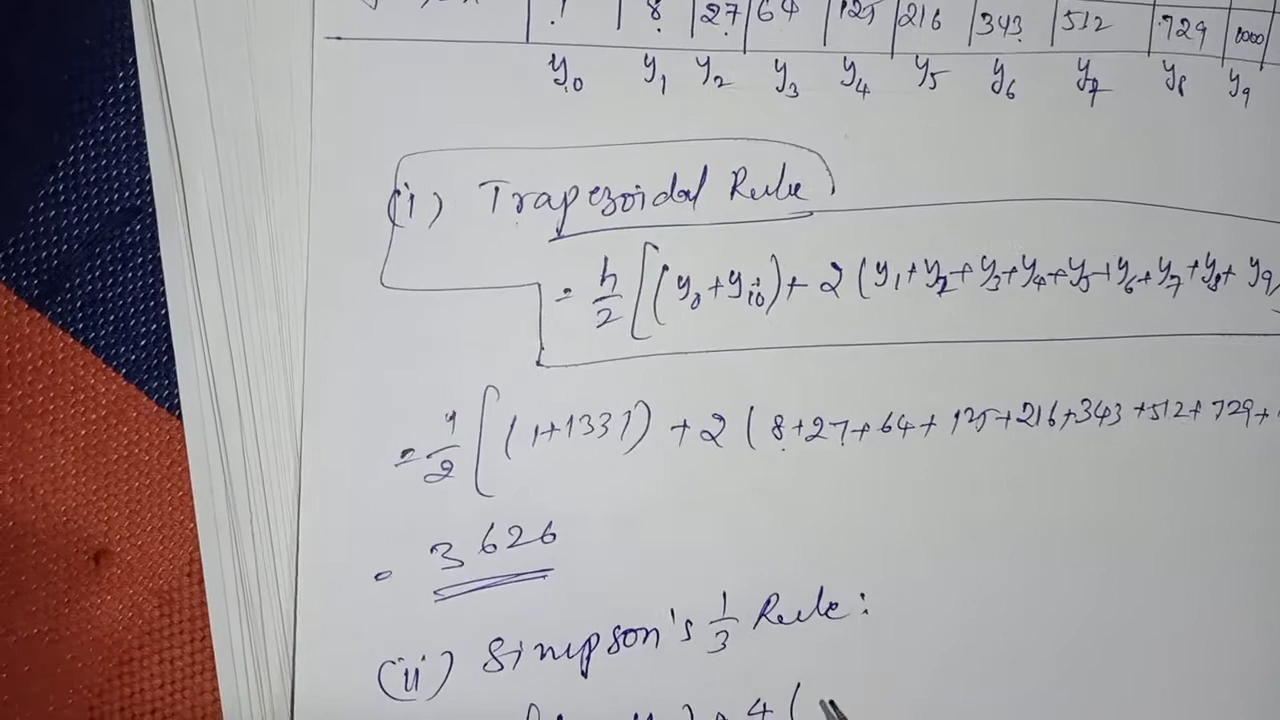 1 8 27 64 125 216 343 512 729 1000
y₀ y₁ y₂ y₃ y₄ y₅ y₆ y₇ y₈ y₉
(i) Trapezoidal Rule
= h/2 [(y₀+y₁₀)+2(y₁+y₂+y₃+y₄+y₅+y₆+y₇+y�8+y₉
= 1/2 [(1+1331)+2(8+27+64+125+216+343+512+729+
= 3626
(ii) Simpson's 1/3 Rule: